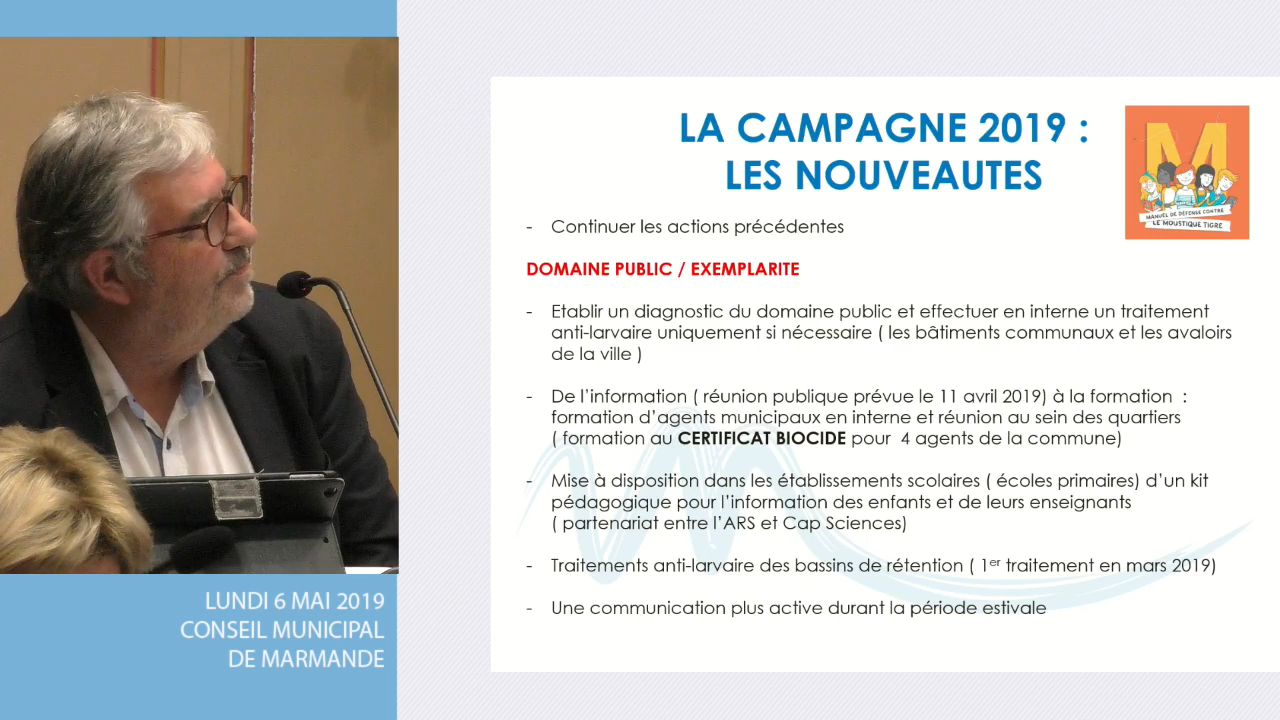 LA CAMPAGNE 2019 :
LES NOUVEAUTES
M
MANUEL DE DÉFENSE CONTRE
LE MOUSTIQUE TIGRE
- Continuer les actions précédentes
DOMAINE PUBLIC / EXEMPLARITE
- Etablir un diagnostic du domaine public et effectuer en interne un traitement
anti-larvaire uniquement si nécessaire ( les bâtiments communaux et les avaloirs
de la ville )
- De l'information ( réunion publique prévue le 11 avril 2019) à la formation :
formation d'agents municipaux en interne et réunion au sein des quartiers
( formation au CERTIFICAT BIOCIDE pour 4 agents de la commune)
- Mise à disposition dans les établissements scolaires ( écoles primaires) d'un kit
pédagogique pour l'information des enfants et de leurs enseignants
( partenariat entre l'ARS et Cap Sciences)
- Traitements anti-larvaire des bassins de rétention ( 1er traitement en mars 2019)
- Une communication plus active durant la période estivale
LUNDI 6 MAI 2019
CONSEIL MUNICIPAL
DE MARMANDE